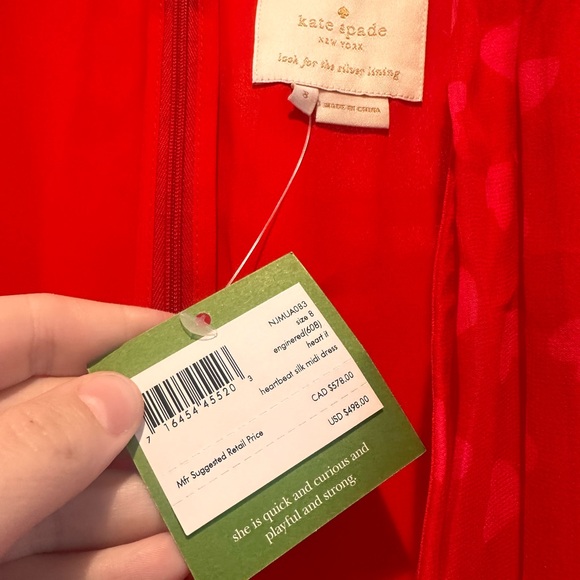 kate spade
NEW YORK
look for the silver lining
8
MADE IN CHINA
NJMUA083
size 8
enginered(608)
heart it
heartbeat silk midi dress
CAD $578.00
USD $498.00
7 16454 45520 3
Mfr Suggested Retail Price
she is quick and curious and
playful and strong.